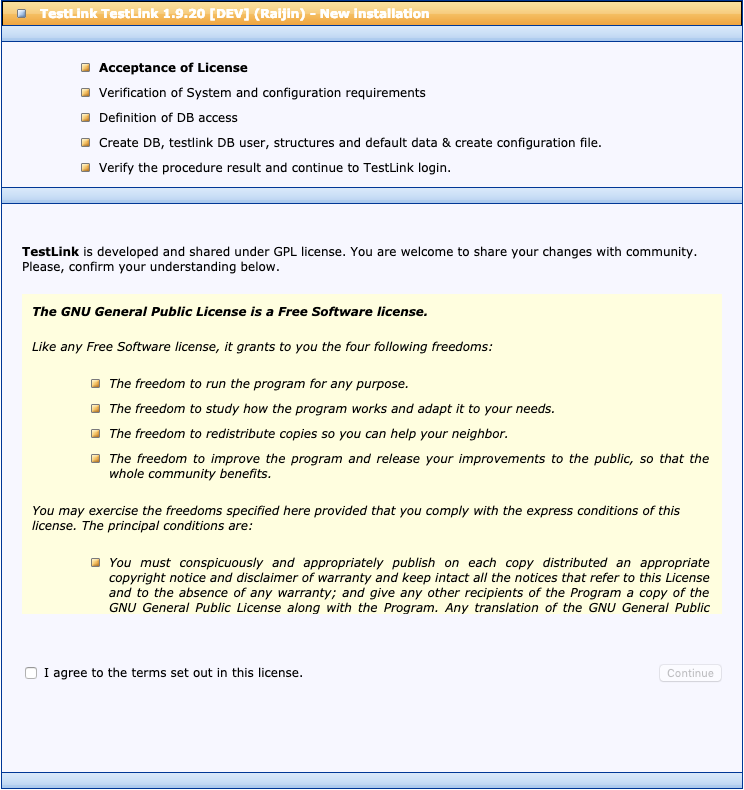 TestLink TestLink 1.9.20 [DEV] (Raijin) - New installation
Acceptance of License
Verification of System and configuration requirements
Definition of DB access
Create DB, testlink DB user, structures and default data & create configuration file.
Verify the procedure result and continue to TestLink login.
TestLink is developed and shared under GPL license. You are welcome to share your changes with community.
Please, confirm your understanding below.
The GNU General Public License is a Free Software license.
Like any Free Software license, it grants to you the four following freedoms:
The freedom to run the program for any purpose.
The freedom to study how the program works and adapt it to your needs.
The freedom to redistribute copies so you can help your neighbor.
The freedom to improve the program and release your improvements to the public, so that the
whole community benefits.
You may exercise the freedoms specified here provided that you comply with the express conditions of this
license. The principal conditions are:
You must conspicuously and appropriately publish on each copy distributed an appropriate
copyright notice and disclaimer of warranty and keep intact all the notices that refer to this License
and to the absence of any warranty; and give any other recipients of the Program a copy of the
GNU General Public License along with the Program. Any translation of the GNU General Public
I agree to the terms set out in this license.
Continue